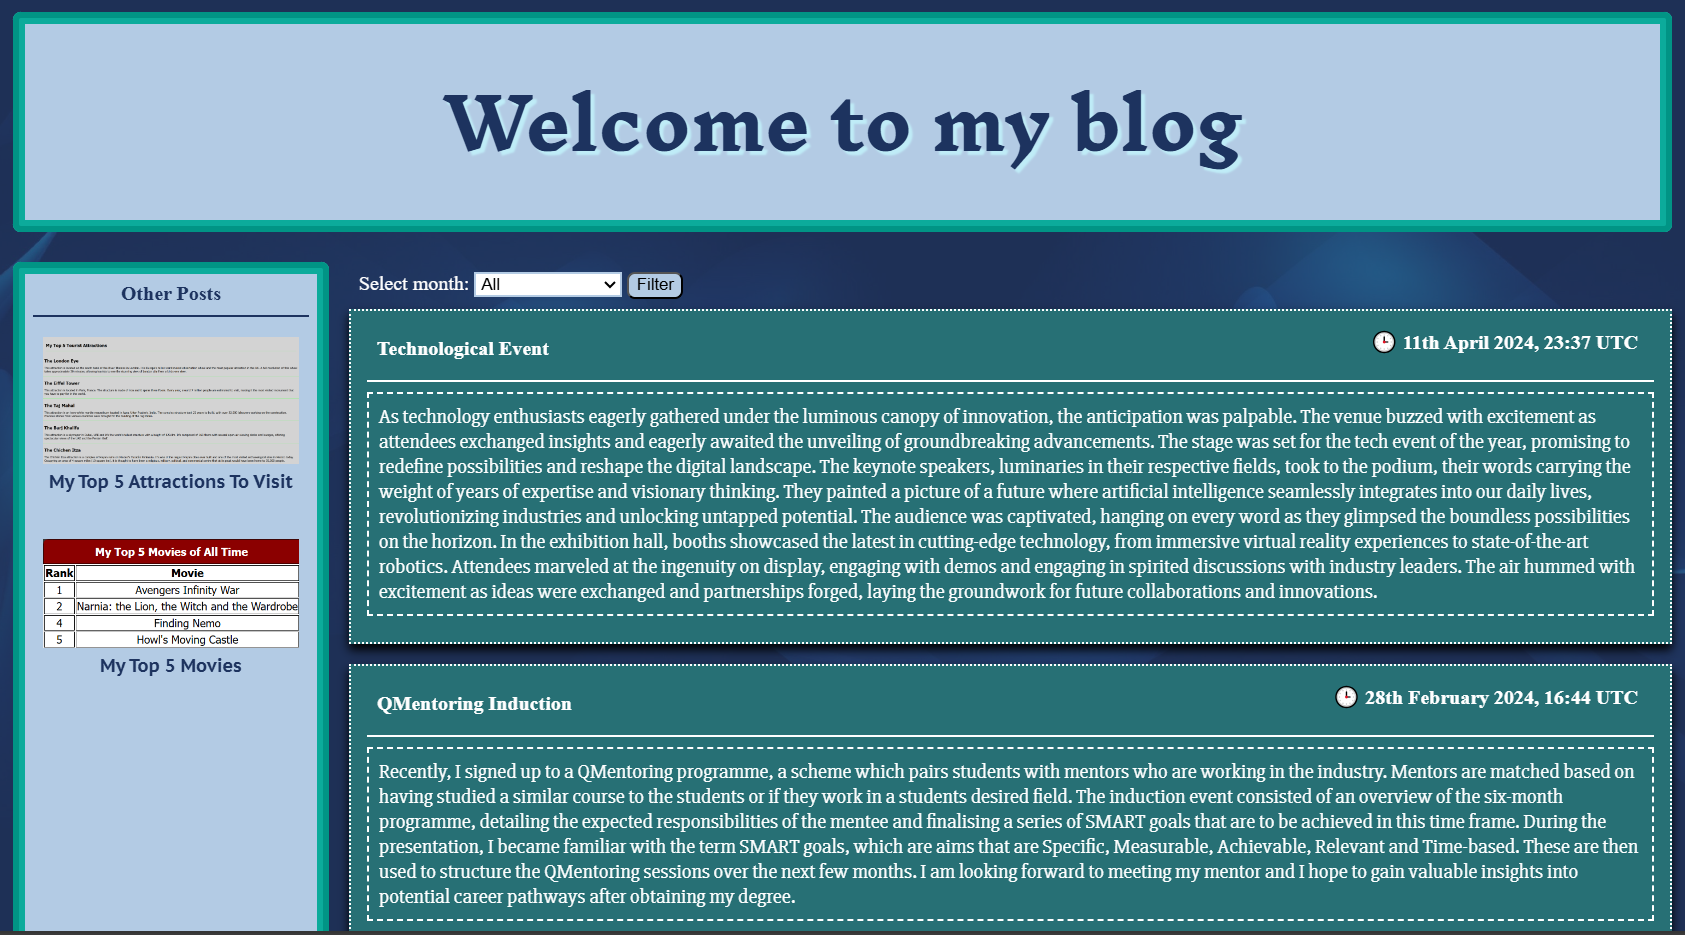 Welcome to my blog
Other Posts
My Top 5 Tourist Attractions
The London Eye
The Eiffel Tower
The Taj Mahal
The Burj Khalifa
The Chichen Itza
My Top 5 Attractions To Visit
My Top 5 Movies of All Time
Rank Movie
1 Avengers Infinity War
2 Narnia: the Lion, the Witch and the Wardrobe
4 Finding Nemo
5 Howl's Moving Castle
My Top 5 Movies
Select month: All Filter
Technological Event
11th April 2024, 23:37 UTC
As technology enthusiasts eagerly gathered under the luminous canopy of innovation, the anticipation was palpable. The venue buzzed with excitement as
attendees exchanged insights and eagerly awaited the unveiling of groundbreaking advancements. The stage was set for the tech event of the year, promising to
redefine possibilities and reshape the digital landscape. The keynote speakers, luminaries in their respective fields, took to the podium, their words carrying the
weight of years of expertise and visionary thinking. They painted a picture of a future where artificial intelligence seamlessly integrates into our daily lives,
revolutionizing industries and unlocking untapped potential. The audience was captivated, hanging on every word as they glimpsed the boundless possibilities
on the horizon. In the exhibition hall, booths showcased the latest in cutting-edge technology, from immersive virtual reality experiences to state-of-the-art
robotics. Attendees marveled at the ingenuity on display, engaging with demos and engaging in spirited discussions with industry leaders. The air hummed with
excitement as ideas were exchanged and partnerships forged, laying the groundwork for future collaborations and innovations.
QMentoring Induction
28th February 2024, 16:44 UTC
Recently, I signed up to a QMentoring programme, a scheme which pairs students with mentors who are working in the industry. Mentors are matched based on
having studied a similar course to the students or if they work in a students desired field. The induction event consisted of an overview of the six-month
programme, detailing the expected responsibilities of the mentee and finalising a series of SMART goals that are to be achieved in this time frame. During the
presentation, I became familiar with the term SMART goals, which are aims that are Specific, Measurable, Achievable, Relevant and Time-based. These are then
used to structure the QMentoring sessions over the next few months. I am looking forward to meeting my mentor and I hope to gain valuable insights into
potential career pathways after obtaining my degree.